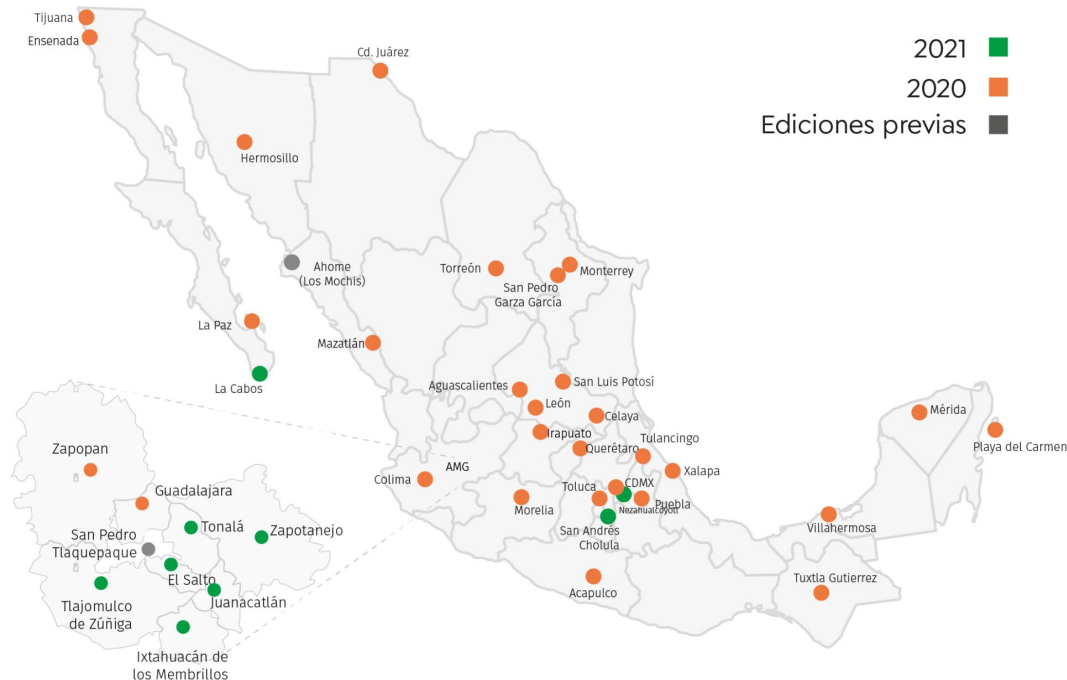 Tijuana
Ensenada
Cd. Juárez
2021
2020
Ediciones previas
Hermosillo
Ahome
(Los Mochis)
Torreón
Monterrey
San Pedro
Garza García
La Paz
Mazatlán
La Cabos
Aguascalientes
San Luis Potosí
León
Celaya
Irapuato
Querétaro
Tulancingo
Mérida
Playa del Carmen
Zapopan
AMG
Colima
Xalapa
Toluca
CDMX
Guadalajara
Morelia
Puebla
Nezahualcóyotl
Villahermosa
San Andrés
Cholula
San Pedro
Tlaquepaque
Tonalá
Zapotanejo
El Salto
Juanacatlán
Tlajomulco
de Zúñiga
Acapulco
Tuxtla Gutierrez
Ixtahuacán de
los Membrillos